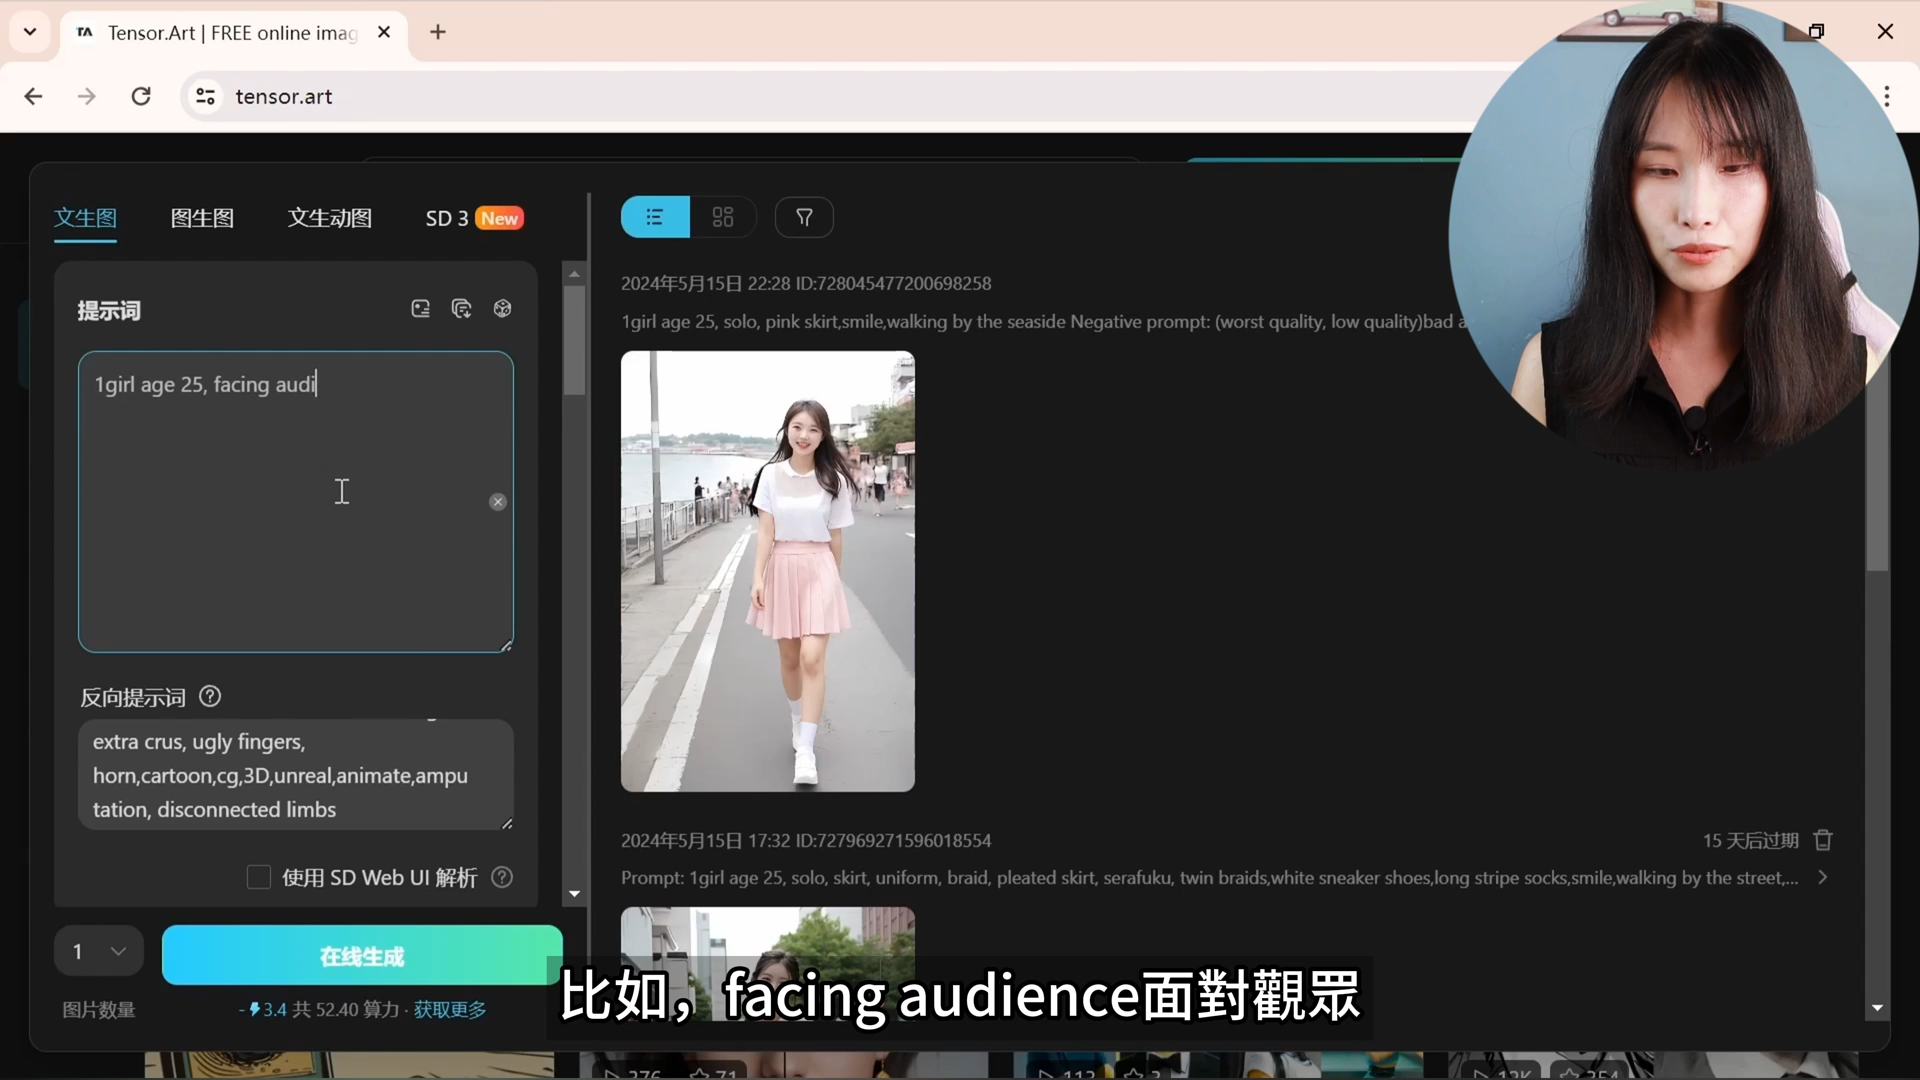 TA Tensor.Art | FREE online imag
tensor.art
文生图
图生图
文生动图
SD 3 New
提示词
1girl age 25, facing audi
反向提示词
extra crus, ugly fingers,
horn,cartoon,cg,3D,unreal,animate,ampu
tation, disconnected limbs
使用 SD Web UI 解析
1
在线生成
图片数量
- 3.4 共 52.40 算力 · 获取更多
2024年5月15日 22:28 ID:728045477200698258
1girl age 25, solo, pink skirt,smile,walking by the seaside Negative prompt: (worst quality, low quality)bad a
2024年5月15日 17:32 ID:727969271596018554
15 天后过期
Prompt: 1girl age 25, solo, skirt, uniform, braid, pleated skirt, serafuku, twin braids,white sneaker shoes,long stripe socks,smile,walking by the street,...
比如，facing audience面對觀眾